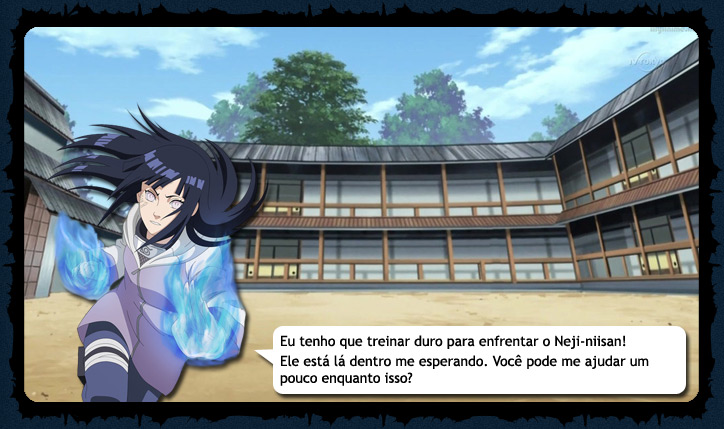 Eu tenho que treinar duro para enfrentar o Neji-niisan!
Ele está lá dentro me esperando. Você pode me ajudar um
pouco enquanto isso?